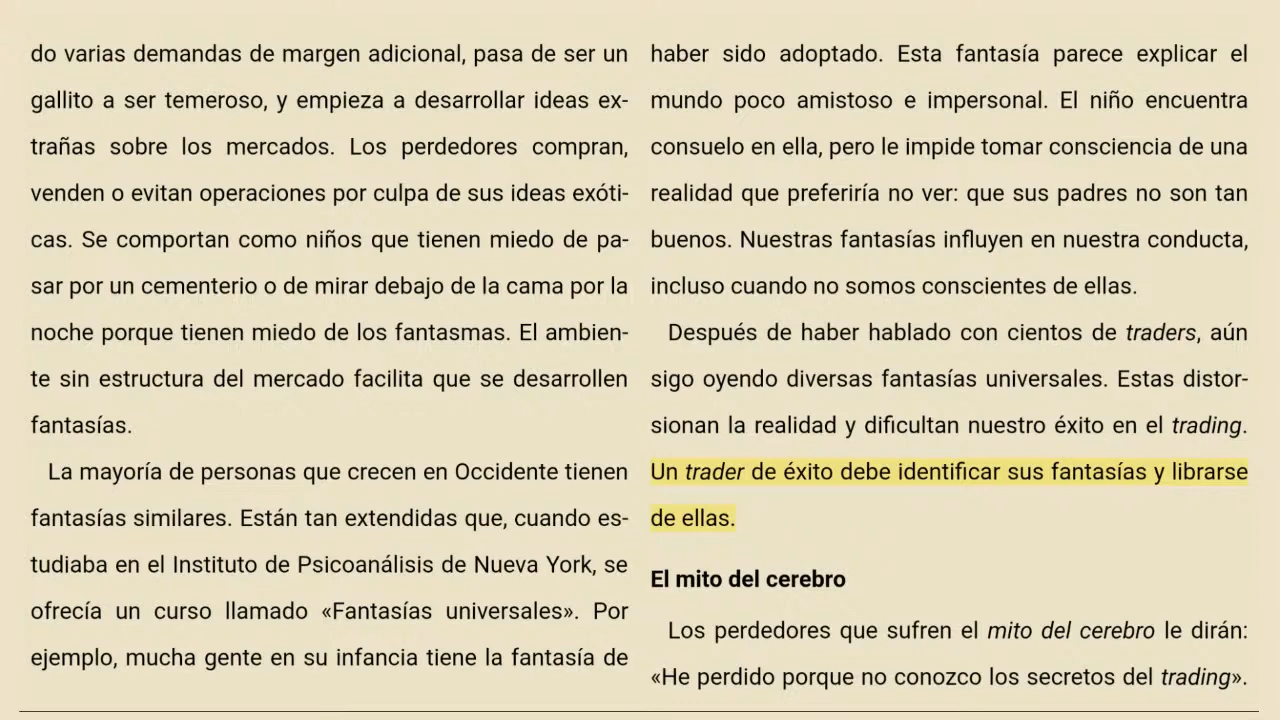 do varias demandas de margen adicional, pasa de ser un
gallito a ser temeroso, y empieza a desarrollar ideas ex-
trañas sobre los mercados. Los perdedores compran,
venden o evitan operaciones por culpa de sus ideas exóti-
cas. Se comportan como niños que tienen miedo de pa-
sar por un cementerio o de mirar debajo de la cama por la
noche porque tienen miedo de los fantasmas. El ambien-
te sin estructura del mercado facilita que se desarrollen
fantasías.
La mayoría de personas que crecen en Occidente tienen
fantasías similares. Están tan extendidas que, cuando es-
tudiaba en el Instituto de Psicoanálisis de Nueva York, se
ofrecía un curso llamado «Fantasías universales». Por
ejemplo, mucha gente en su infancia tiene la fantasía de
haber sido adoptado. Esta fantasía parece explicar el
mundo poco amistoso e impersonal. El niño encuentra
consuelo en ella, pero le impide tomar consciencia de una
realidad que preferiría no ver: que sus padres no son tan
buenos. Nuestras fantasías influyen en nuestra conducta,
incluso cuando no somos conscientes de ellas.
Después de haber hablado con cientos de traders, aún
sigo oyendo diversas fantasías universales. Estas distor-
sionan la realidad y dificultan nuestro éxito en el trading.
Un trader de éxito debe identificar sus fantasías y librarse
de ellas.
El mito del cerebro
Los perdedores que sufren el mito del cerebro le dirán:
«He perdido porque no conozco los secretos del trading».